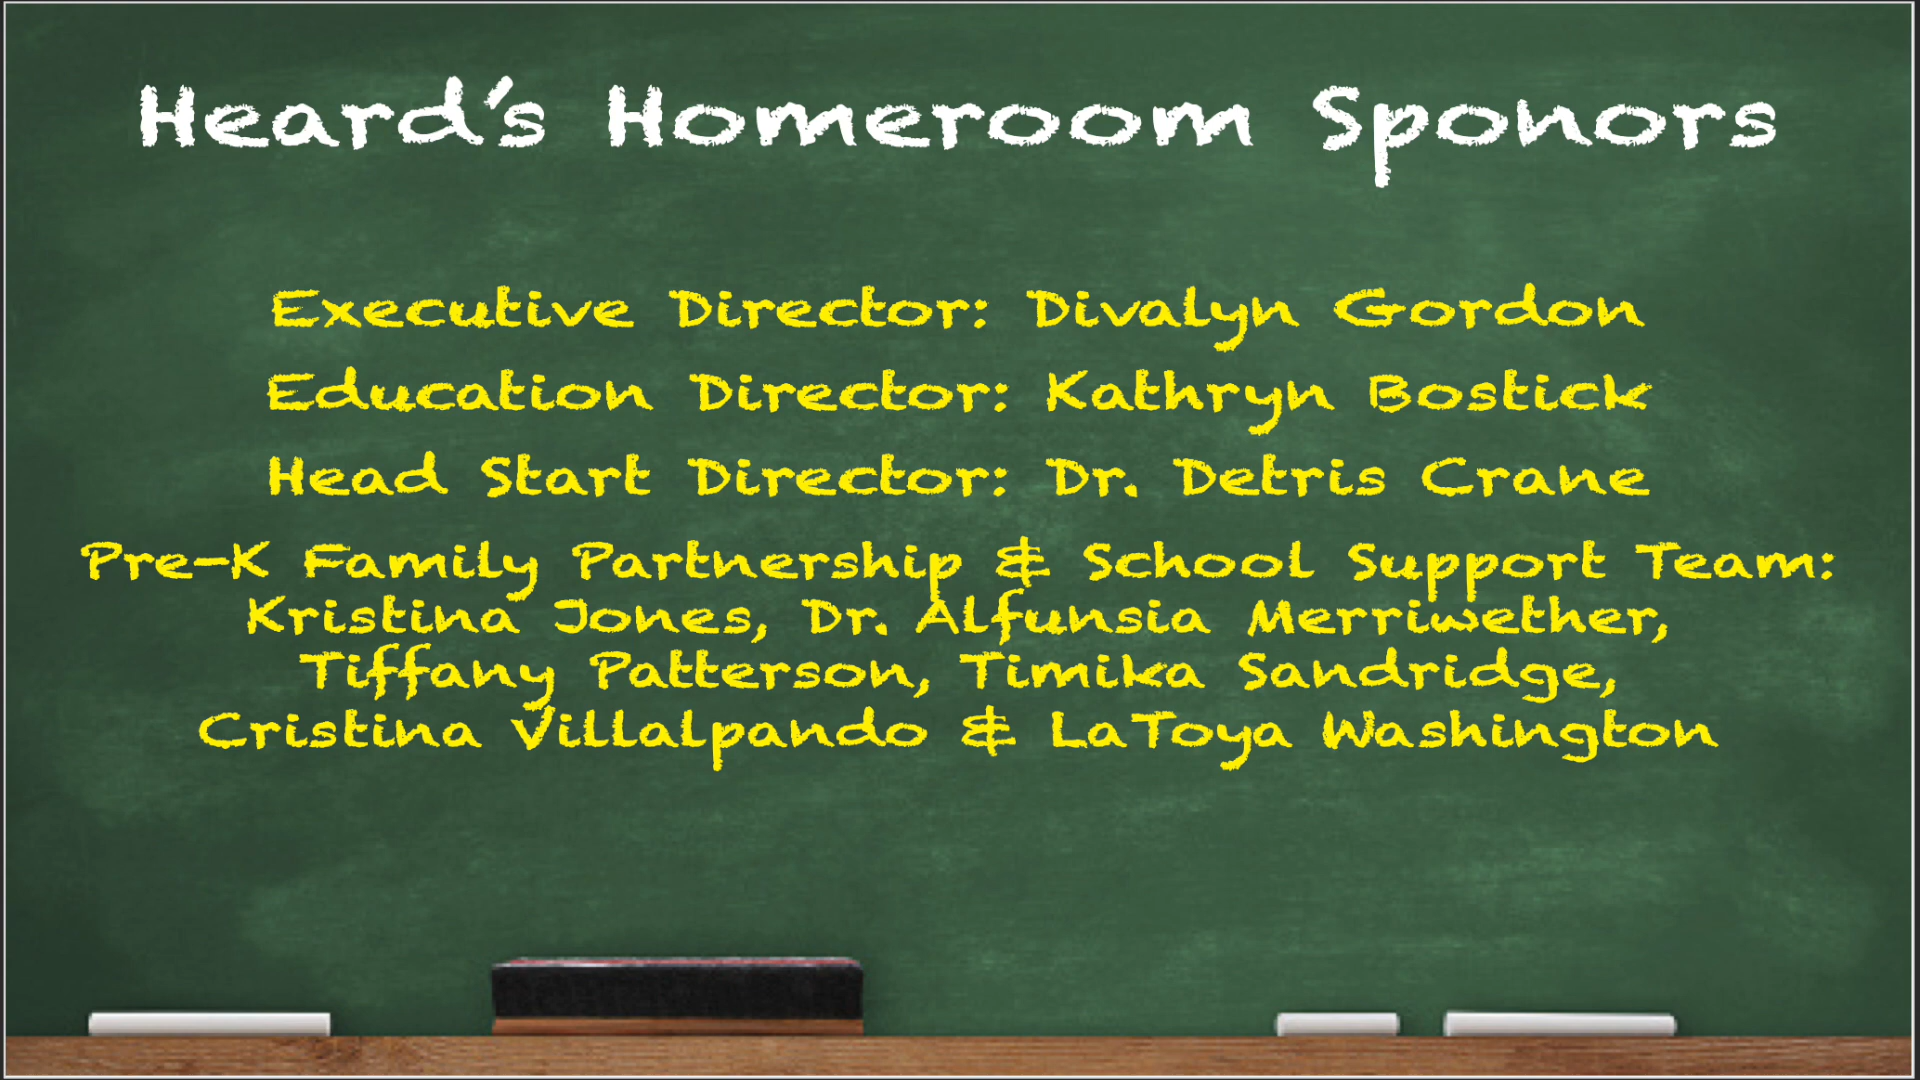 Heard's Homeroom Sponors
Executive Director: Divalyn Gordon
Education Director: Kathryn Bostick
Head Start Director: Dr. Detris Crane
Pre-K Family Partnership & School Support Team:
Kristina Jones, Dr. Alfunsia Merriwether,
Tiffany Patterson, Timika Sandridge,
Cristina Villalpando & LaToya Washington